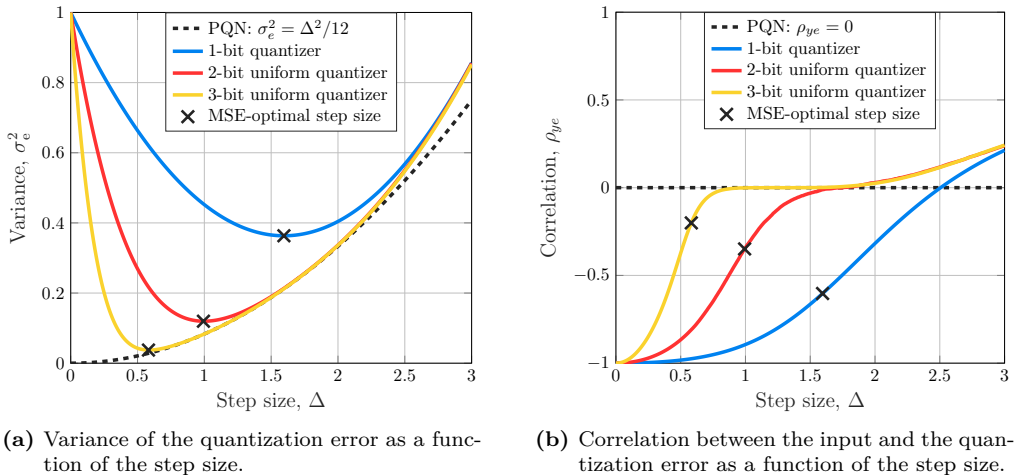 1
0.8
0.6
0.4
0.2
0
0 0.5 1 1.5 2 2.5 3
Variance, σ_e^2
Step size, Δ
PQN: σ_e^2 = Δ^2/12
1-bit quantizer
2-bit uniform quantizer
3-bit uniform quantizer
MSE-optimal step size
(a) Variance of the quantization error as a func-
tion of the step size.
1
0.5
0
−0.5
−1
0 0.5 1 1.5 2 2.5 3
Correlation, ρ_ye
Step size, Δ
PQN: ρ_ye = 0
1-bit quantizer
2-bit uniform quantizer
3-bit uniform quantizer
MSE-optimal step size
(b) Correlation between the input and the quan-
tization error as a function of the step size.